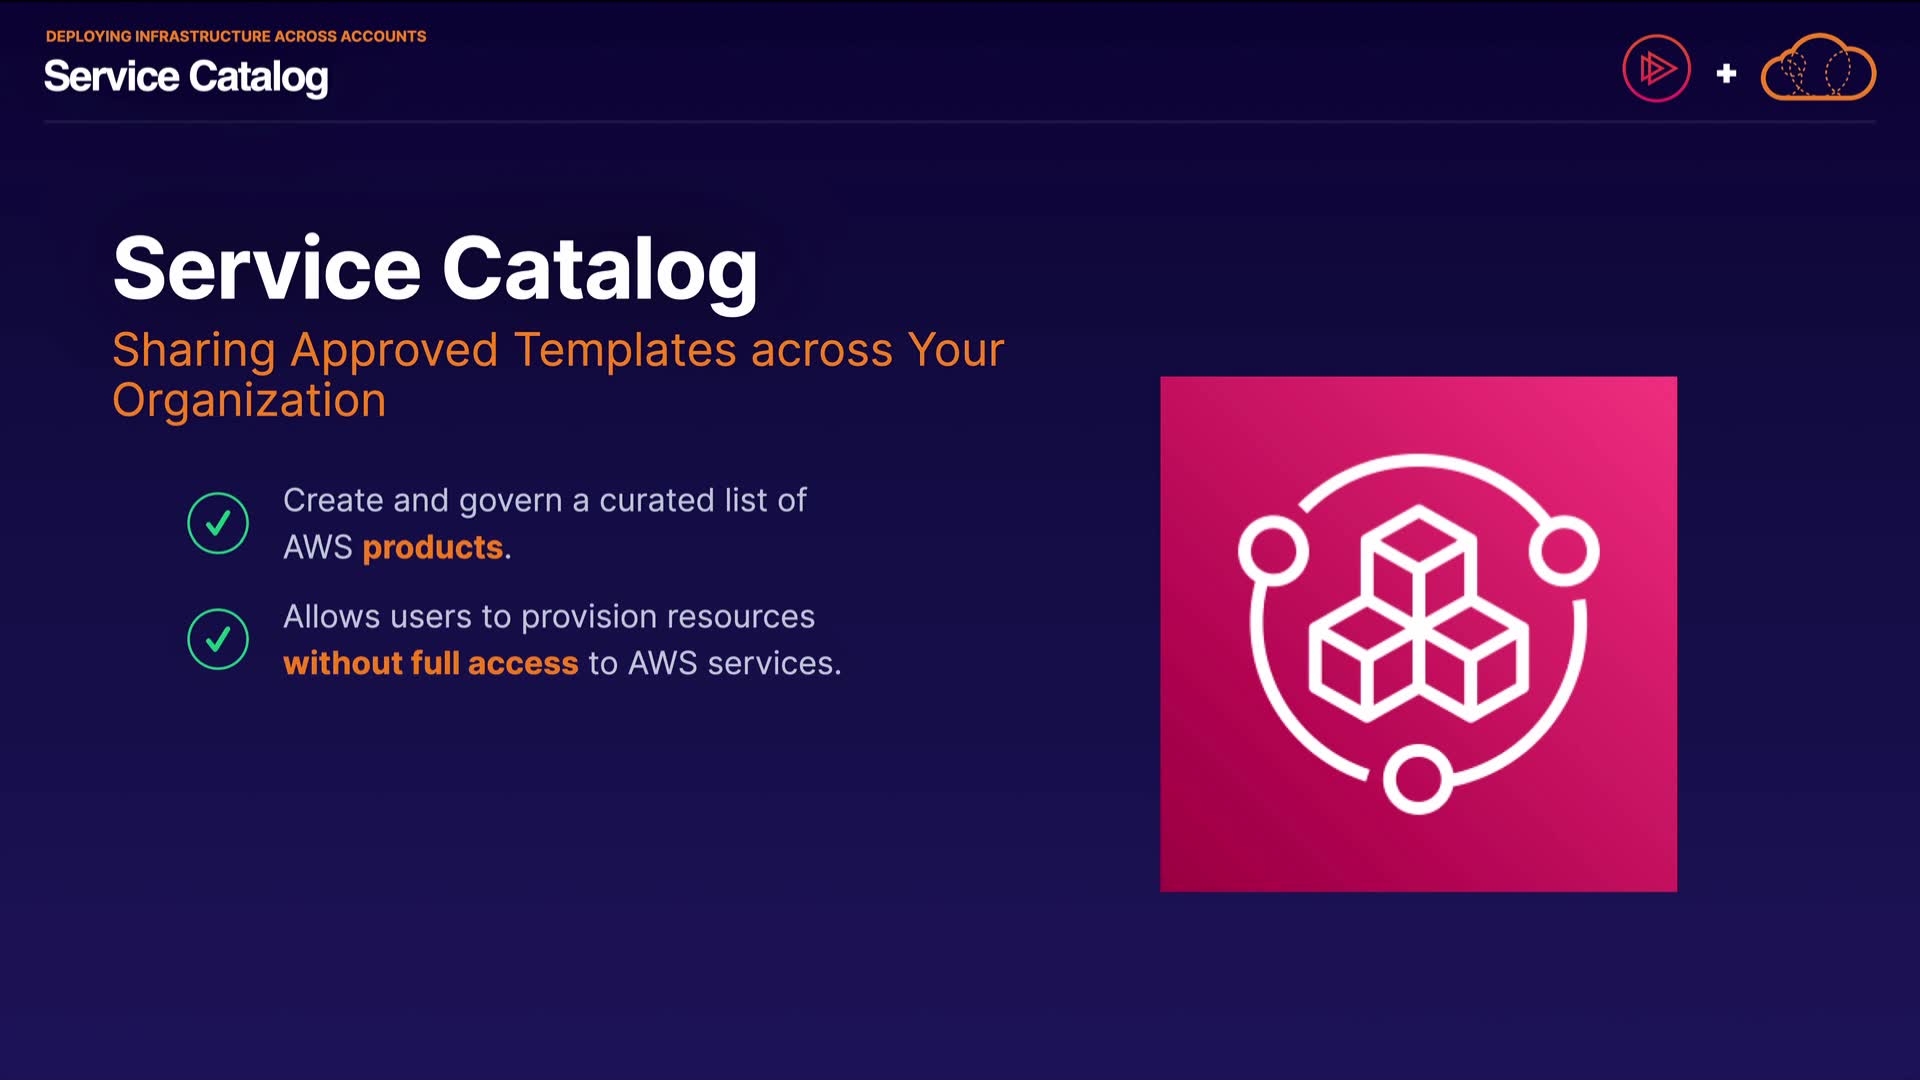 DEPLOYING INFRASTRUCTURE ACROSS ACCOUNTS
Service Catalog
Service Catalog
Sharing Approved Templates across Your
Organization
Create and govern a curated list of
AWS products.
Allows users to provision resources
without full access to AWS services.